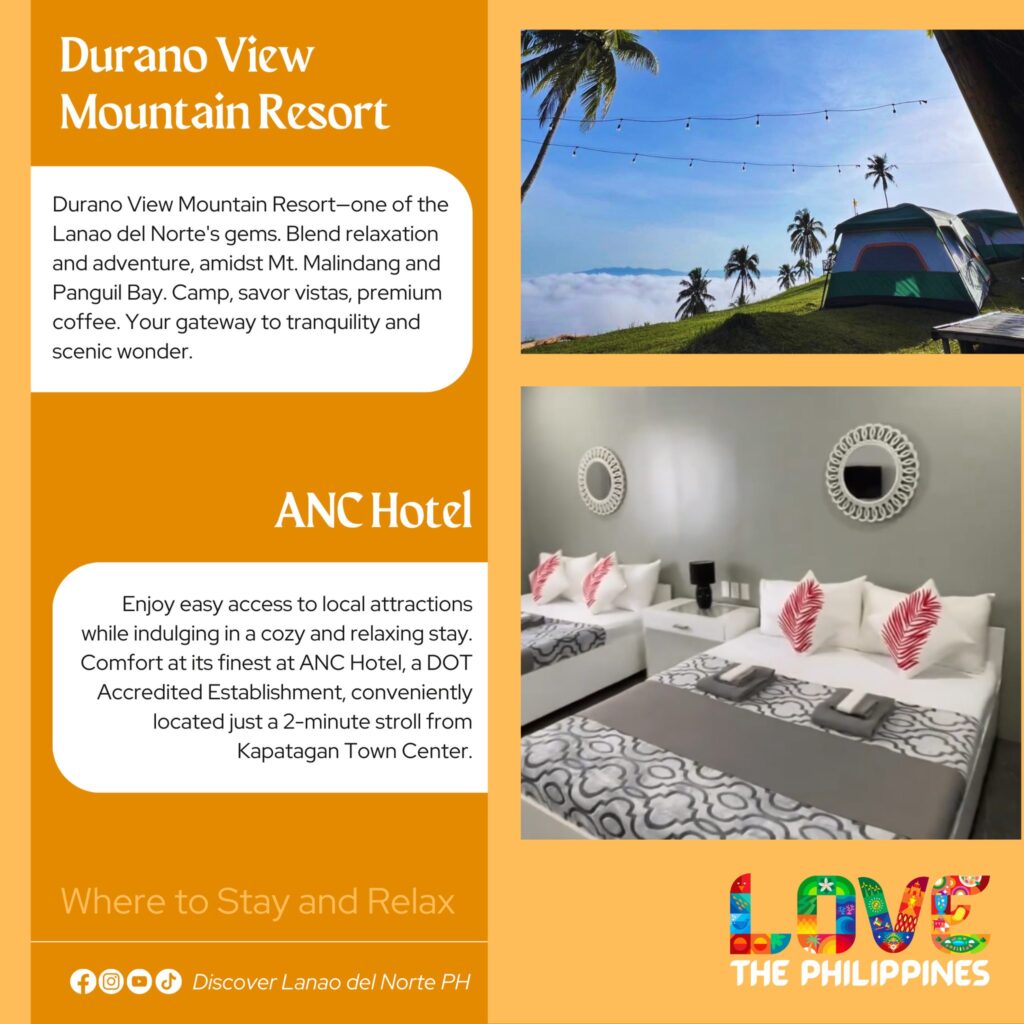 Durano View
Mountain Resort
Durano View Mountain Resort—one of the
Lanao del Norte's gems. Blend relaxation
and adventure, amidst Mt. Malindang and
Panguil Bay. Camp, savor vistas, premium
coffee. Your gateway to tranquility and
scenic wonder.
ANC Hotel
Enjoy easy access to local attractions
while indulging in a cozy and relaxing stay.
Comfort at its finest at ANC Hotel, a DOT
Accredited Establishment, conveniently
located just a 2-minute stroll from
Kapatagan Town Center.
Where to Stay and Relax
Discover Lanao del Norte PH
LOVE
THE PHILIPPINES